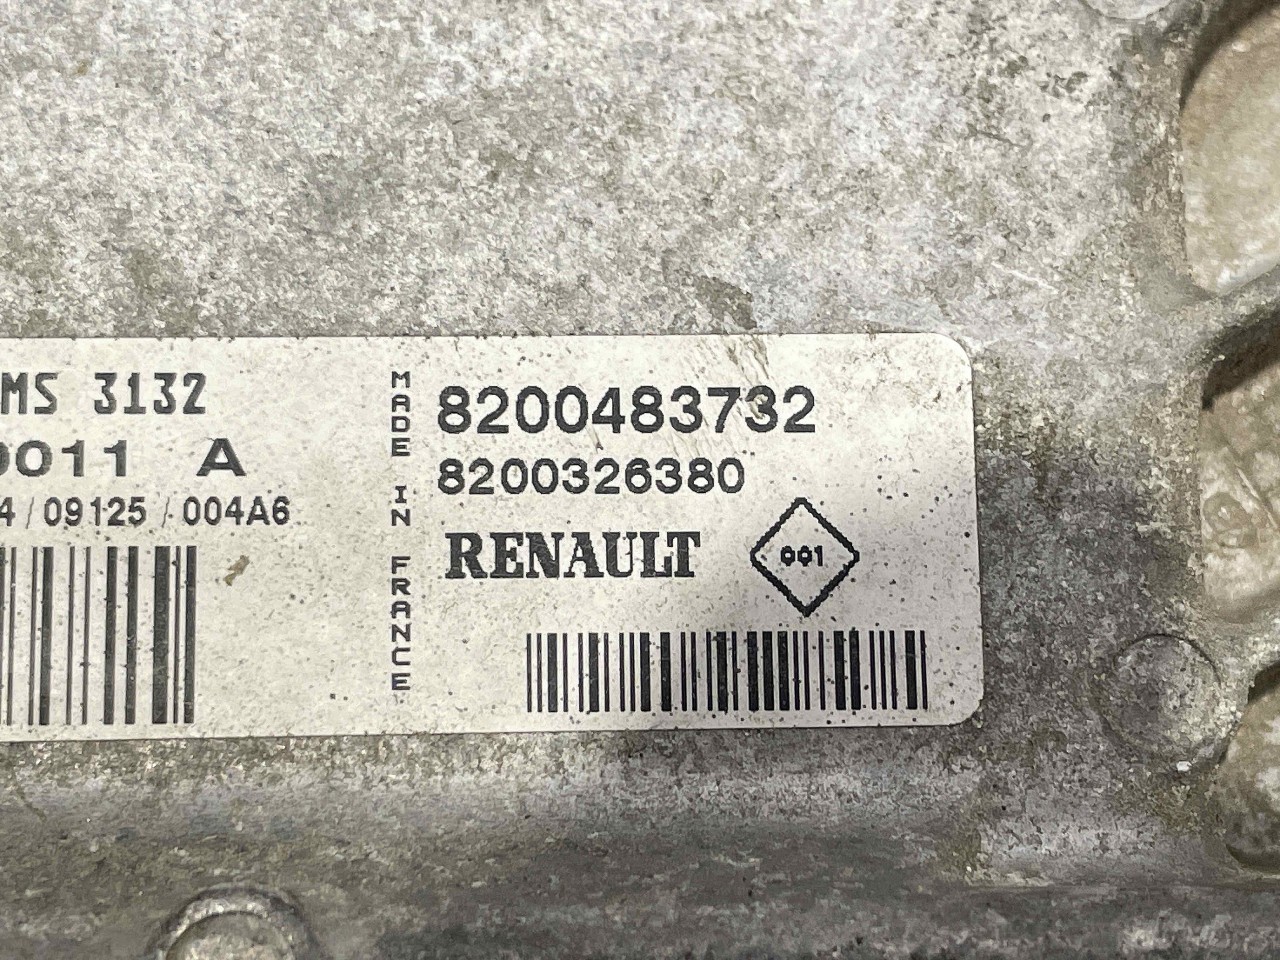 MS 3132
0011 A
4/09125/004A6
MADE IN FRANCE
8200483732
8200326380
RENAULT
001